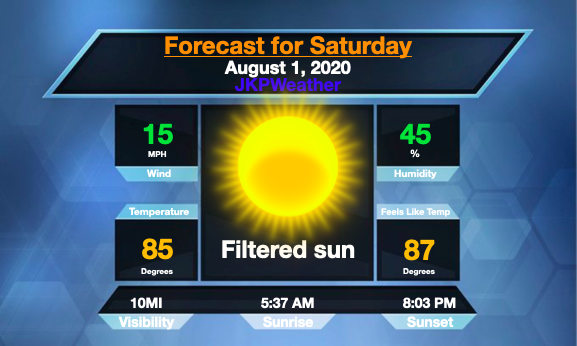 Forecast for Saturday
August 1, 2020
JKPWeather
15
MPH
Wind
45
%
Humidity
Temperature
85
Degrees
Filtered sun
Feels Like Temp
87
Degrees
10MI
Visibility
5:37 AM
Sunrise
8:03 PM
Sunset